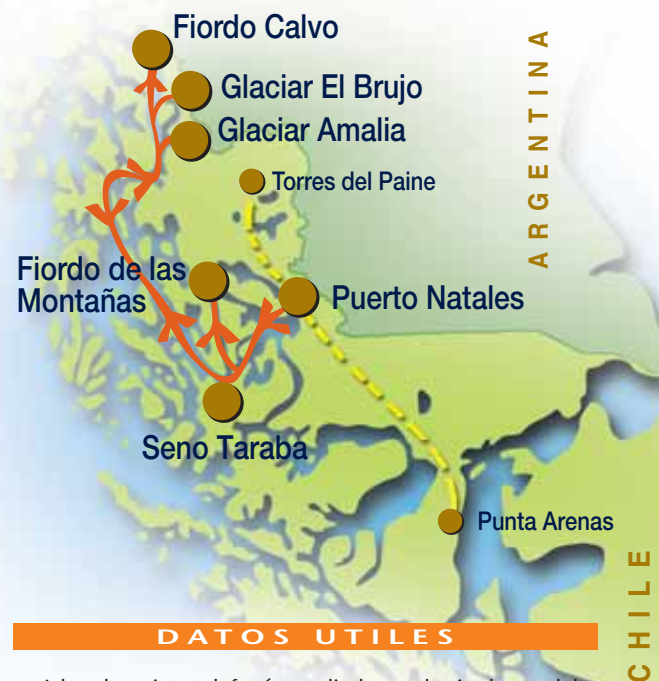 Fiordo Calvo
Glaciar El Brujo
Glaciar Amalia
Torres del Paine
ARGENTINA
Fiordo de las
Montañas
Puerto Natales
Seno Taraba
Punta Arenas
CHILE
DATOS UTILES